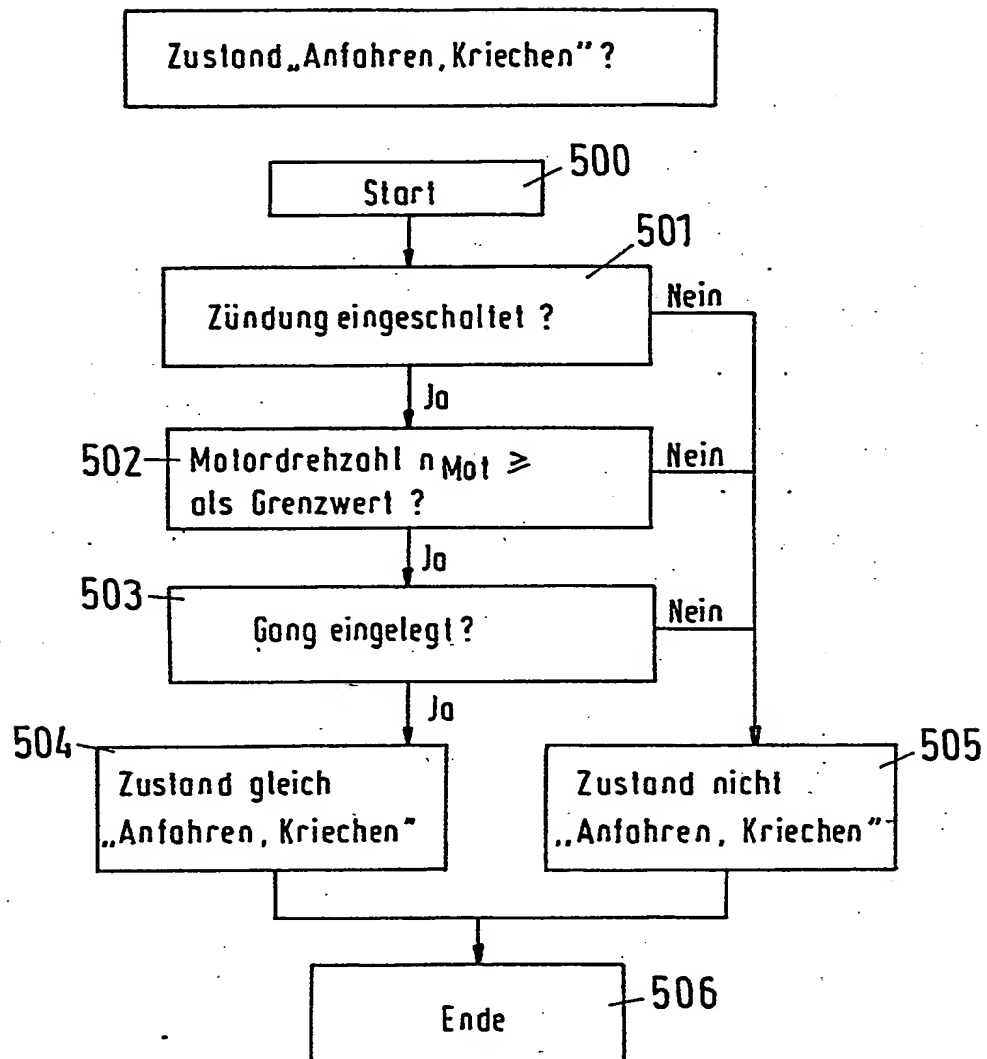 Zustand „Anfahren, Kriechen" ?
500
Start
501
Zündung eingeschaltet ?
Nein
Ja
502
Motordrehzahl nMot ≥
als Grenzwert ?
Nein
Ja
503
Gang eingelegt?
Nein
Ja
504
Zustand gleich
„Anfahren, Kriechen"
505
Zustand nicht
„Anfahren, Kriechen"
506
Ende